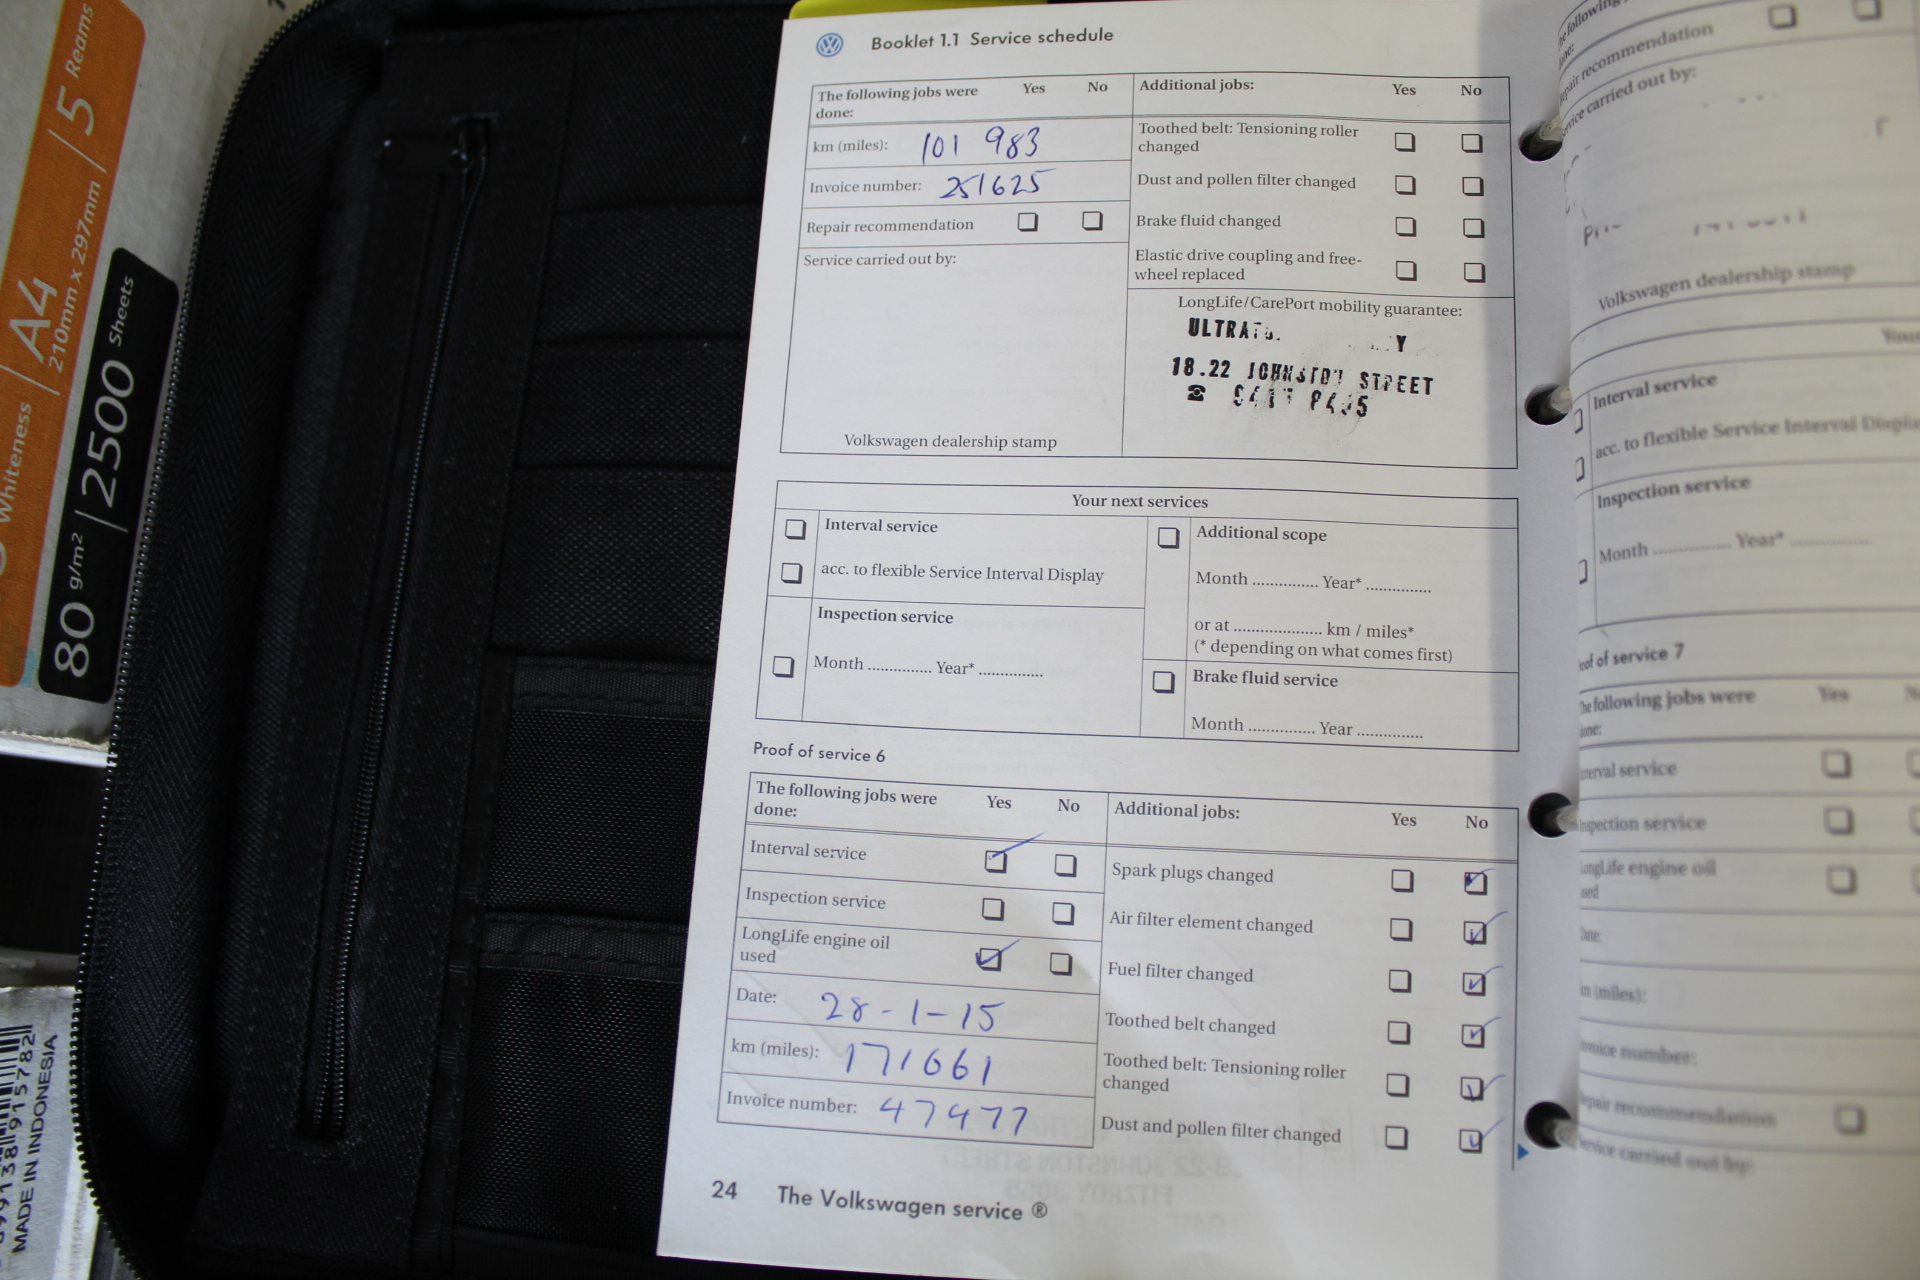 Booklet 1.1 Service schedule
The following jobs were done: Yes No
km (miles): 101 983
Invoice number: 251625
Repair recommendation
Service carried out by:
Volkswagen dealership stamp
Additional jobs: Yes No
Toothed belt: Tensioning roller
changed
Dust and pollen filter changed
Brake fluid changed
Elastic drive coupling and free-
wheel replaced
LongLife/CarePort mobility guarantee:
18.22 JOHNSTON STREET
Your next services
Interval service
acc. to flexible Service Interval Display
Inspection service
Month .............. Year* ..............
Additional scope
Month .............. Year* ..............
or at ................... km / miles*
(* depending on what comes first)
Brake fluid service
Month .............. Year ..............
Proof of service 6
The following jobs were Yes No
done:
Interval service
Inspection service
LongLife engine oil
used
Date: 28-1-15
km (miles): 171661
Invoice number: 47477
Additional jobs: Yes No
Spark plugs changed
Air filter element changed
Fuel filter changed
Toothed belt changed
Toothed belt: Tensioning roller
changed
Dust and pollen filter changed
24 The Volkswagen service ®
repair recommendation
service carried out by:
Volkswagen dealership stamp
Interval service
acc. to flexible Service Interval
Inspection service
Month .............. Year* ..............
of service 7
following jobs were Yes
service
service
engine oil
Whiteness
A4
210mm x 297mm
5 Reams
80 g/m²
2500 Sheets
MADE IN INDONESIA